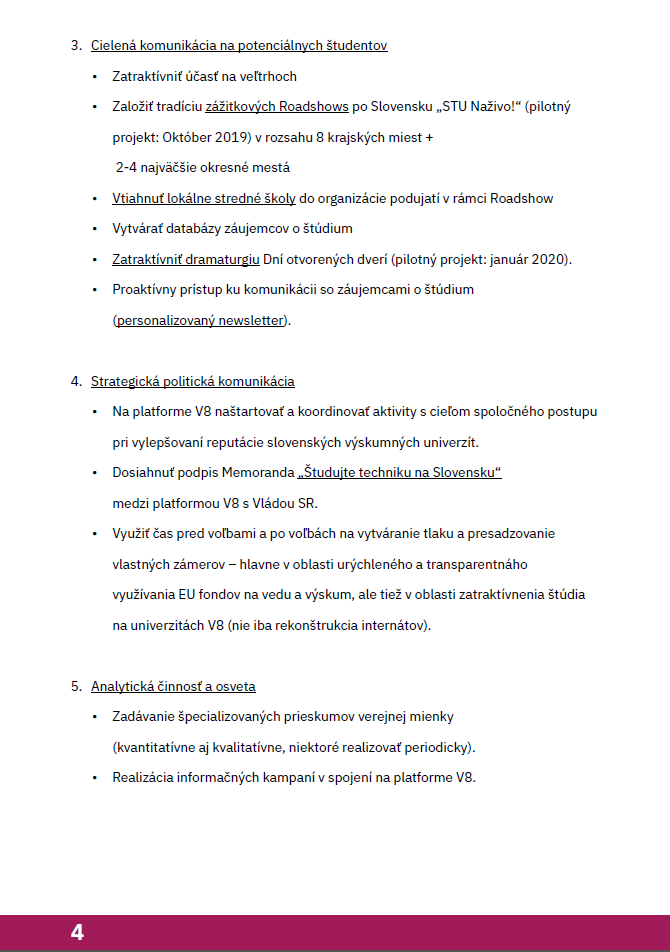 3. Cielená komunikácia na potenciálnych študentov
• Zatraktívniť účasť na veľtrhoch
• Založiť tradíciu zážitkových Roadshows po Slovensku „STU Naživo!“ (pilotný
projekt: Október 2019) v rozsahu 8 krajských miest +
2-4 najväčšie okresné mestá
• Vtiahnuť lokálne stredné školy do organizácie podujatí v rámci Roadshow
• Vytvárať databázy záujemcov o štúdium
• Zatraktívniť dramaturgiu Dní otvorených dverí (pilotný projekt: január 2020).
• Proaktívny prístup ku komunikácii so záujemcami o štúdium
(personalizovaný newsletter).
4. Strategická politická komunikácia
• Na platforme V8 naštartovať a koordinovať aktivity s cieľom spoločného postupu
pri vylepšovaní reputácie slovenských výskumných univerzít.
• Dosiahnuť podpis Memoranda „Študujte techniku na Slovensku“
medzi platformou V8 s Vládou SR.
• Využiť čas pred voľbami a po voľbách na vytváranie tlaku a presadzovanie
vlastných zámerov – hlavne v oblasti urýchleného a transparentnáho
využívania EU fondov na vedu a výskum, ale tiež v oblasti zatraktívnenia štúdia
na univerzitách V8 (nie iba rekonštrukcia internátov).
5. Analytická činnosť a osveta
• Zadávanie špecializovaných prieskumov verejnej mienky
(kvantitatívne aj kvalitatívne, niektoré realizovať periodicky).
• Realizácia informačných kampaní v spojení na platforme V8.
4